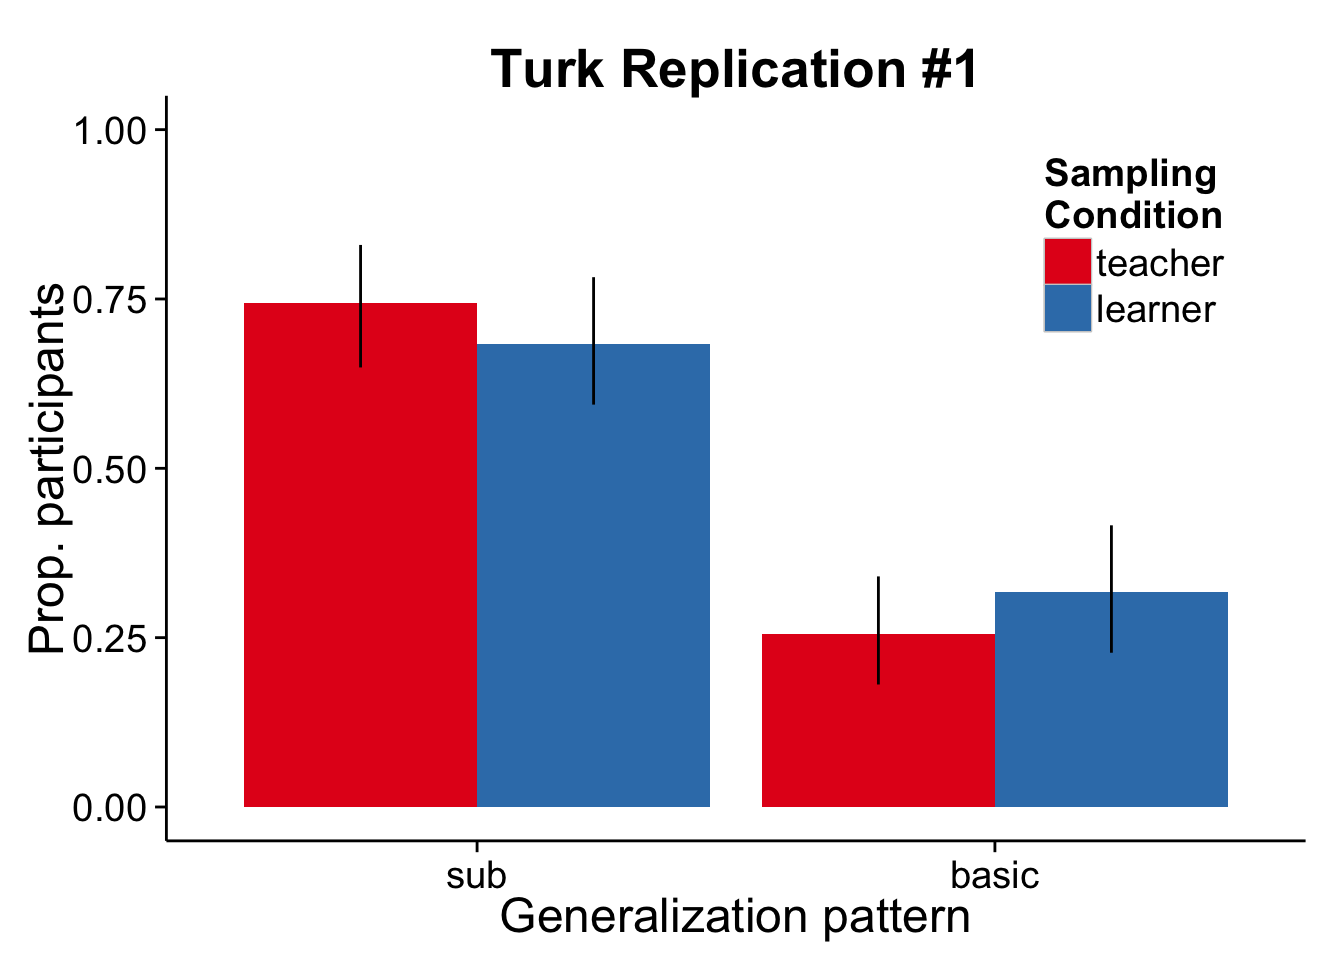 Turk Replication #1
Prop. participants
1.00
0.75
0.50
0.25
0.00
Sampling
Condition
teacher
learner
sub
basic
Generalization pattern